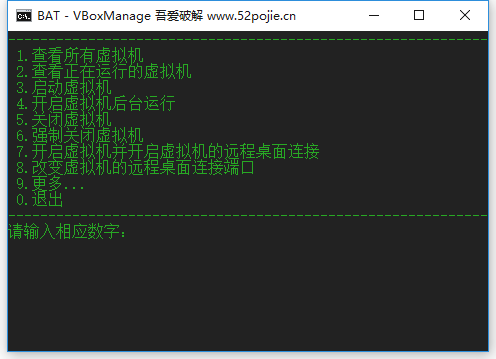 BAT - VBoxManage 吾爱破解 www.52pojie.cn
1.查看所有虚拟机
2.查看正在运行的虚拟机
3.启动虚拟机
4.开启虚拟机后台运行
5.关闭虚拟机
6.强制关闭虚拟机
7.开启虚拟机并开启虚拟机的远程桌面连接
8.改变虚拟机的远程桌面连接端口
9.更多...
0.退出
请输入相应数字: